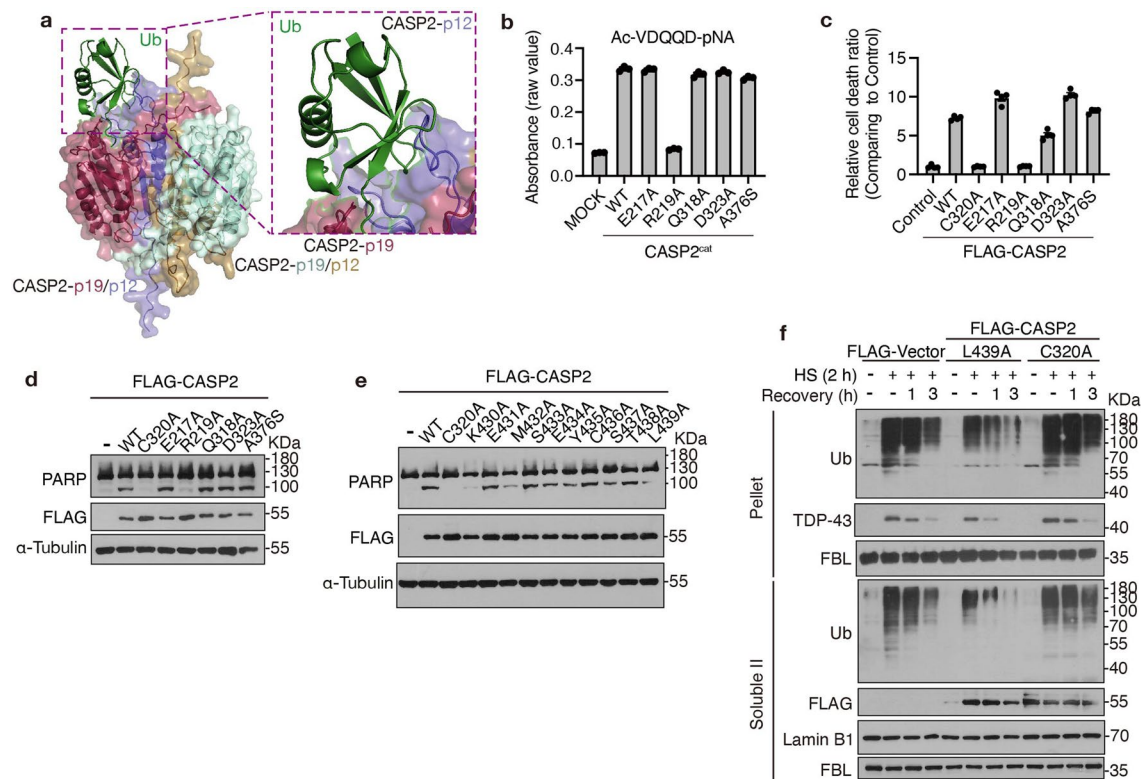 a
Ub
Ub
CASP2-p12
CASP2-p19
CASP2-p19/p12
CASP2-p19/p12
b
Ac-VDQQD-pNA
Absorbance (raw value)
0.4
0.3
0.2
0.1
0.0
MOCK
WT
E217A
R219A
Q318A
D323A
A376S
CASP2cat
c
Relative cell death ratio
(Comparing to Control)
15
10
5
0
Control
WT
C320A
E217A
R219A
Q318A
D323A
A376S
FLAG-CASP2
d
FLAG-CASP2
- WT C320A E217A R219A Q318A D323A A376S
KDa
PARP
180
130
100
FLAG
55
α-Tubulin
55
e
FLAG-CASP2
- WT C320A K430A E431A M432A S433A E434A Y435A C436A S437A T438A L439A
KDa
PARP
180
130
100
FLAG
55
α-Tubulin
55
f
FLAG-CASP2
FLAG-Vector L439A C320A
HS (2 h) - + + + - + + + - + + +
Recovery (h) - - 1 3 - - 1 3 - - 1 3
KDa
Pellet
Ub
180
130
100
70
55
40
TDP-43
40
FBL
35
Soluble II
Ub
180
130
100
70
55
40
FLAG
55
Lamin B1
70
FBL
35